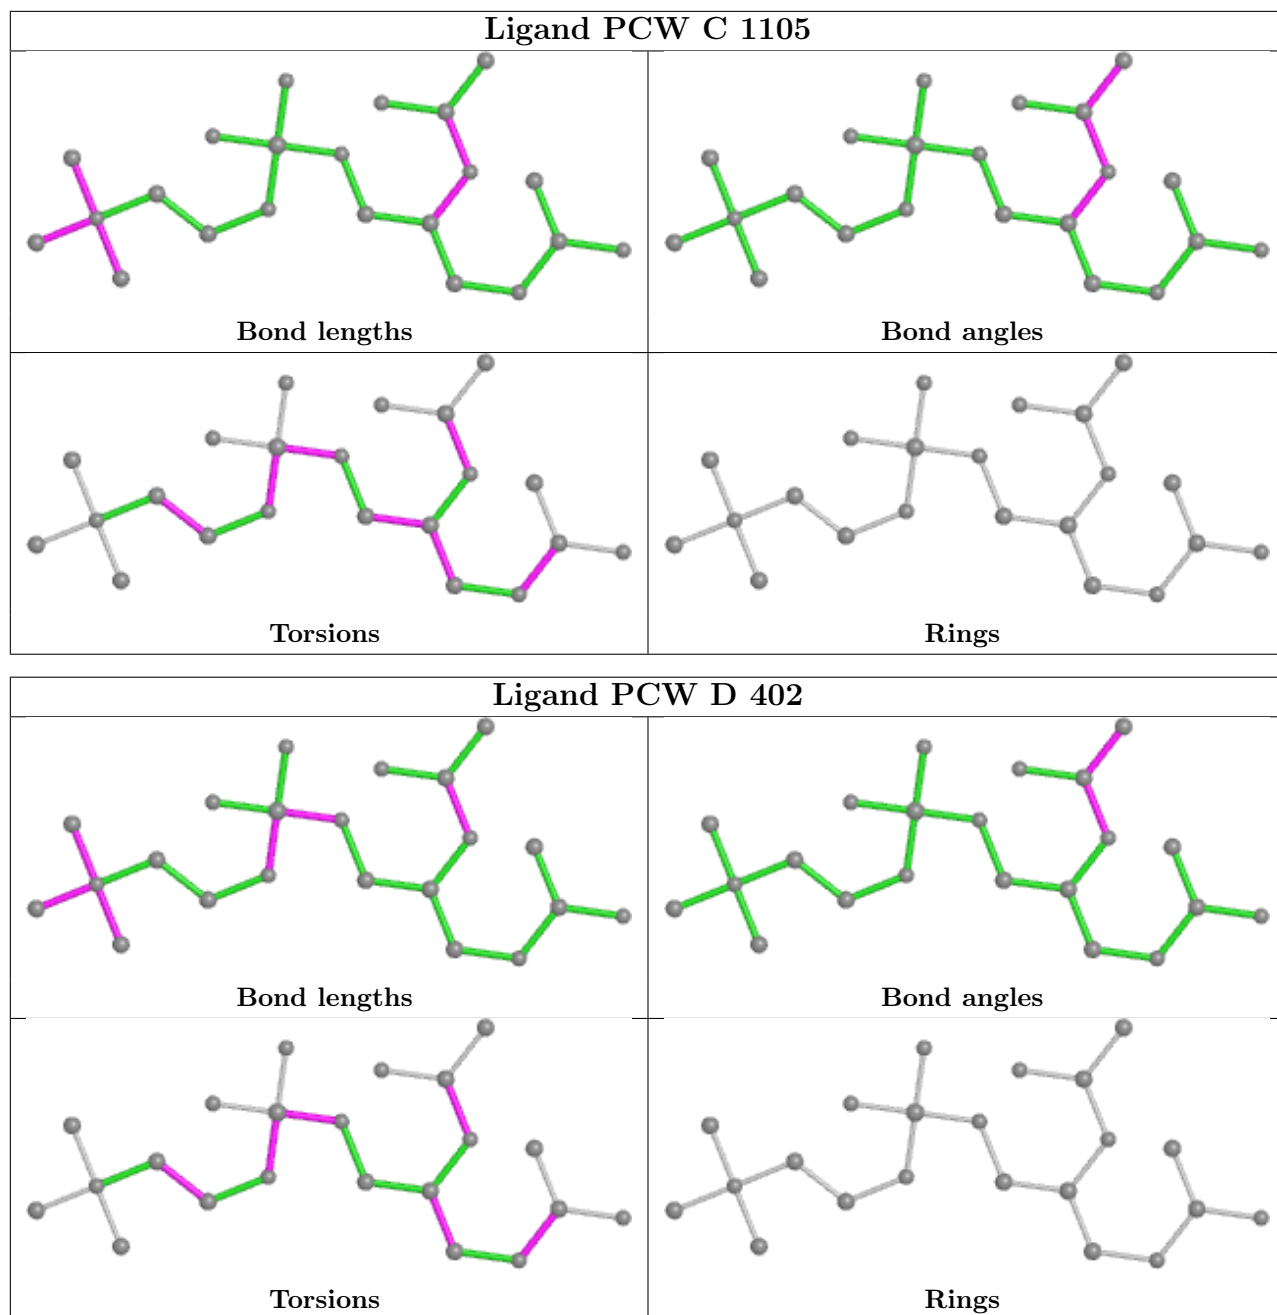 Ligand PCW C 1105
Bond lengths
Bond angles
Torsions
Rings
Ligand PCW D 402
Bond lengths
Bond angles
Torsions
Rings